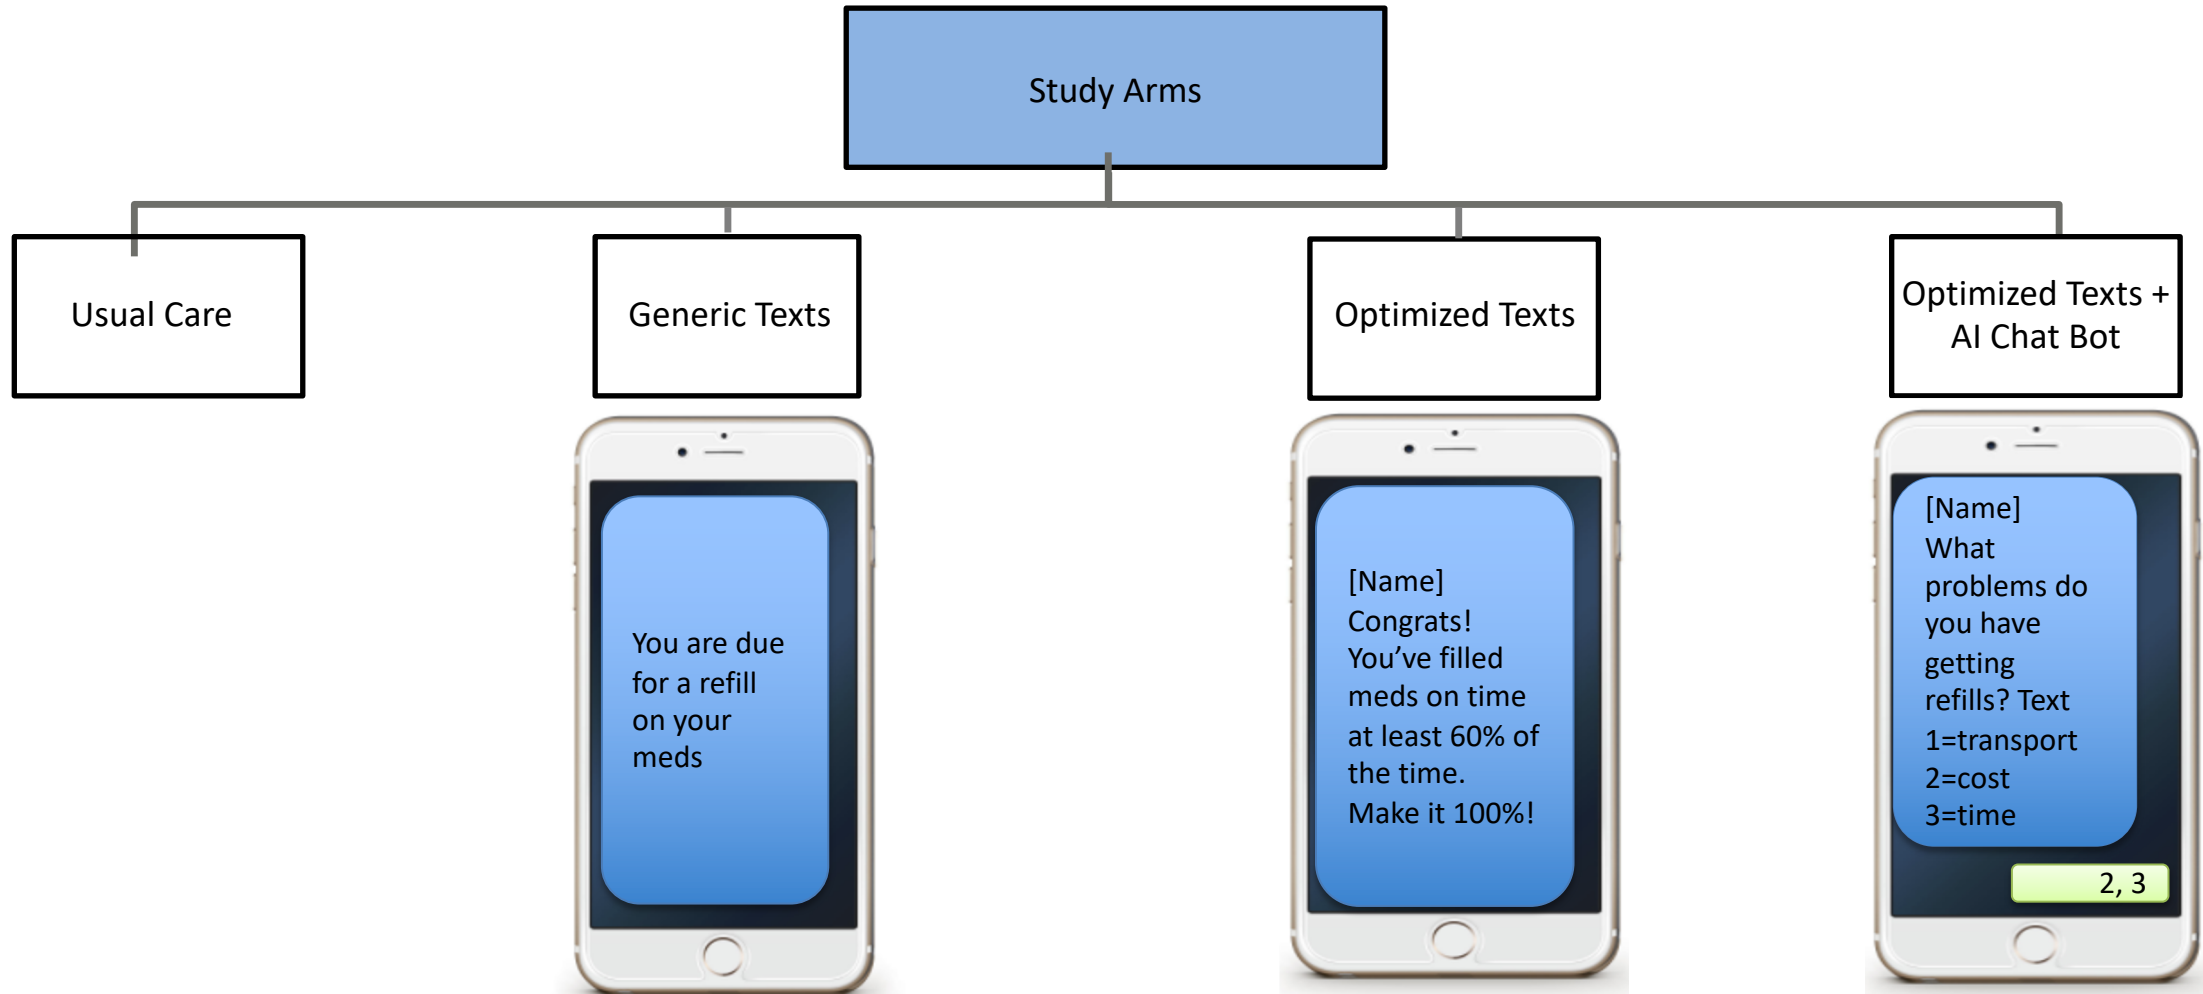 Study Arms
Usual Care
Generic Texts
Optimized Texts
Optimized Texts +
AI Chat Bot
You are due
for a refill
on your
meds
[Name]
Congrats!
You’ve filled
meds on time
at least 60% of
the time.
Make it 100%!
[Name]
What
problems do
you have
getting
refills? Text
1=transport
2=cost
3=time
2, 3